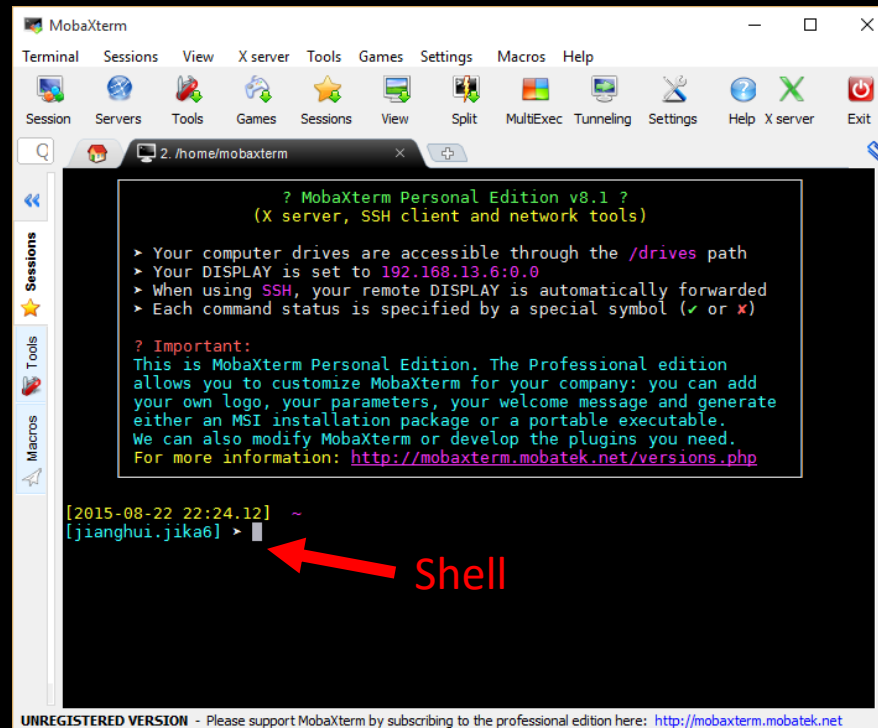 MobaXterm
Terminal Sessions View X server Tools Games Settings Macros Help
Session Servers Tools Games Sessions View Split MultiExec Tunneling Settings Help X server Exit
2. /home/mobaxterm
? MobaXterm Personal Edition v8.1 ?
(X server, SSH client and network tools)
➤ Your computer drives are accessible through the /drives path
➤ Your DISPLAY is set to 192.168.13.6:0.0
➤ When using SSH, your remote DISPLAY is automatically forwarded
➤ Each command status is specified by a special symbol (✔ or ✘)
? Important:
This is MobaXterm Personal Edition. The Professional edition
allows you to customize MobaXterm for your company: you can add
your own logo, your parameters, your welcome message and generate
either an MSI installation package or a portable executable.
We can also modify MobaXterm or develop the plugins you need.
For more information: http://mobaxterm.mobatek.net/versions.php
[2015-08-22 22:24.12] ~
[jianghui.jika6] ➤
Shell
Sessions
Tools
Macros
UNREGISTERED VERSION - Please support MobaXterm by subscribing to the professional edition here: http://mobaxterm.mobatek.net